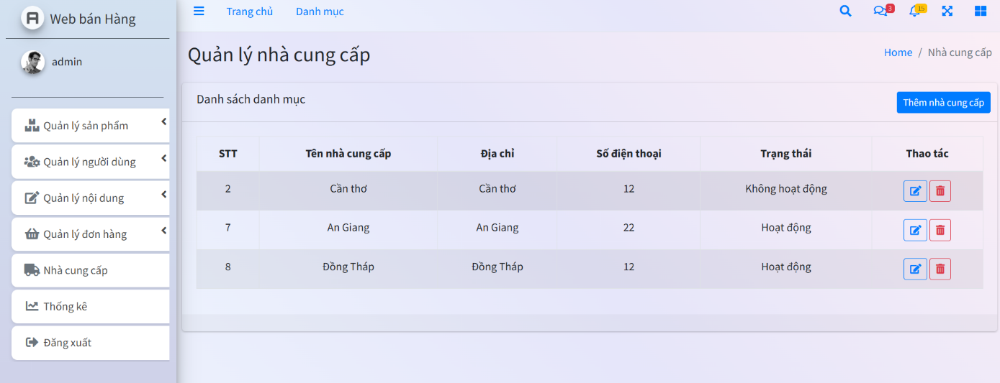 Web bán Hàng
Trang chủ
Danh mục
3
15
admin
Quản lý nhà cung cấp
Home / Nhà cung cấp
Danh sách danh mục
Thêm nhà cung cấp
Quản lý sản phẩm
Quản lý người dùng
Quản lý nội dung
Quản lý đơn hàng
Nhà cung cấp
Thống kê
Đăng xuất
STT Tên nhà cung cấp Địa chỉ Số điện thoại Trạng thái Thao tác
2 Cần thơ Cần thơ 12 Không hoạt động
7 An Giang An Giang 22 Hoạt động
8 Đồng Tháp Đồng Tháp 12 Hoạt động